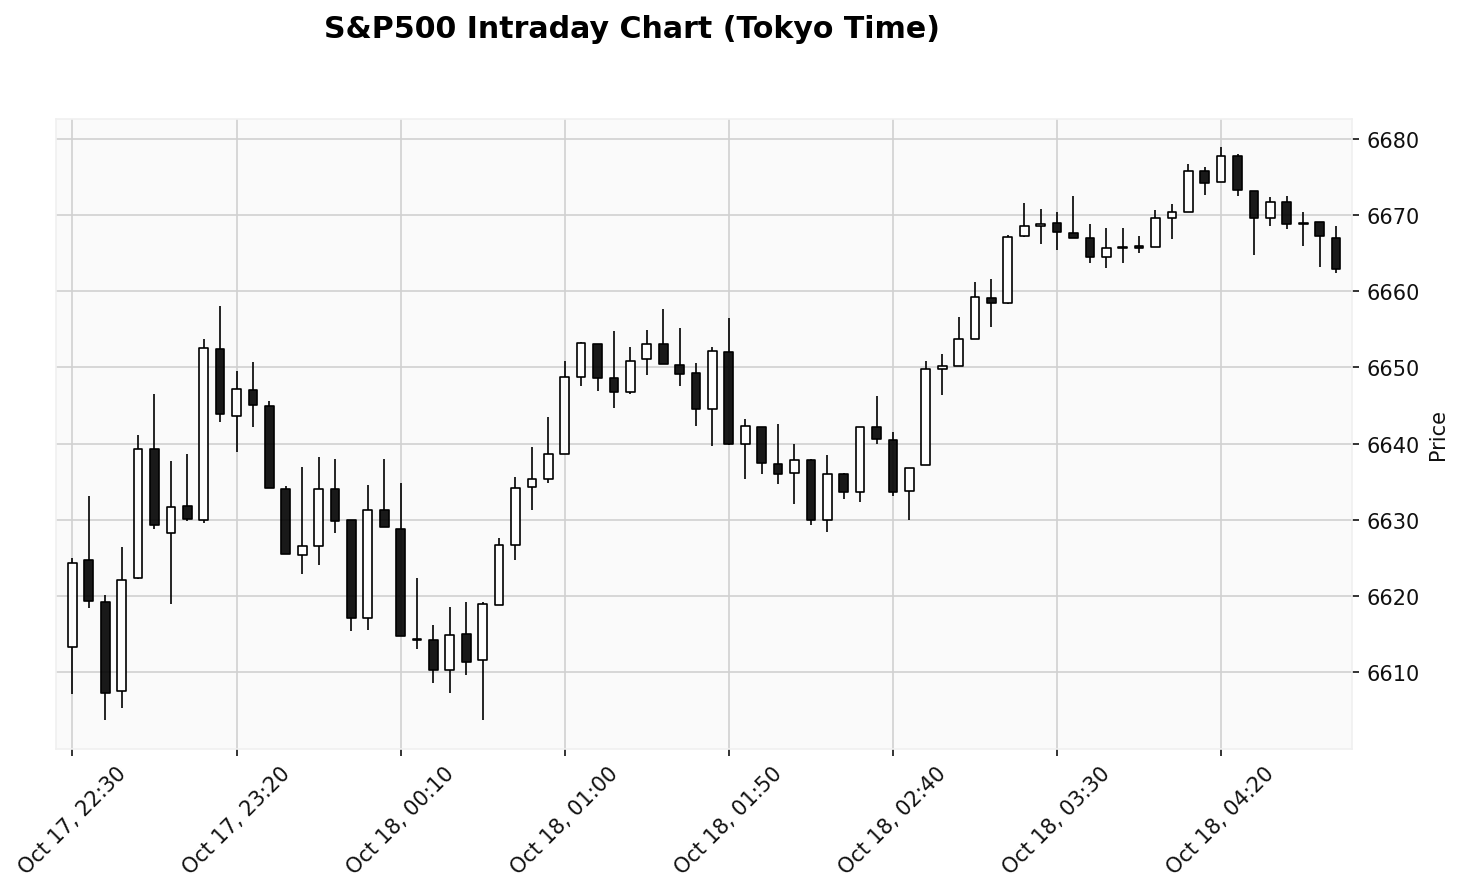 S&P500 Intraday Chart (Tokyo Time)
6680
6670
6660
6650
6640
6630
6620
6610
Price
Oct 17, 22:30
Oct 17, 23:20
Oct 18, 00:10
Oct 18, 01:00
Oct 18, 01:50
Oct 18, 02:40
Oct 18, 03:30
Oct 18, 04:20